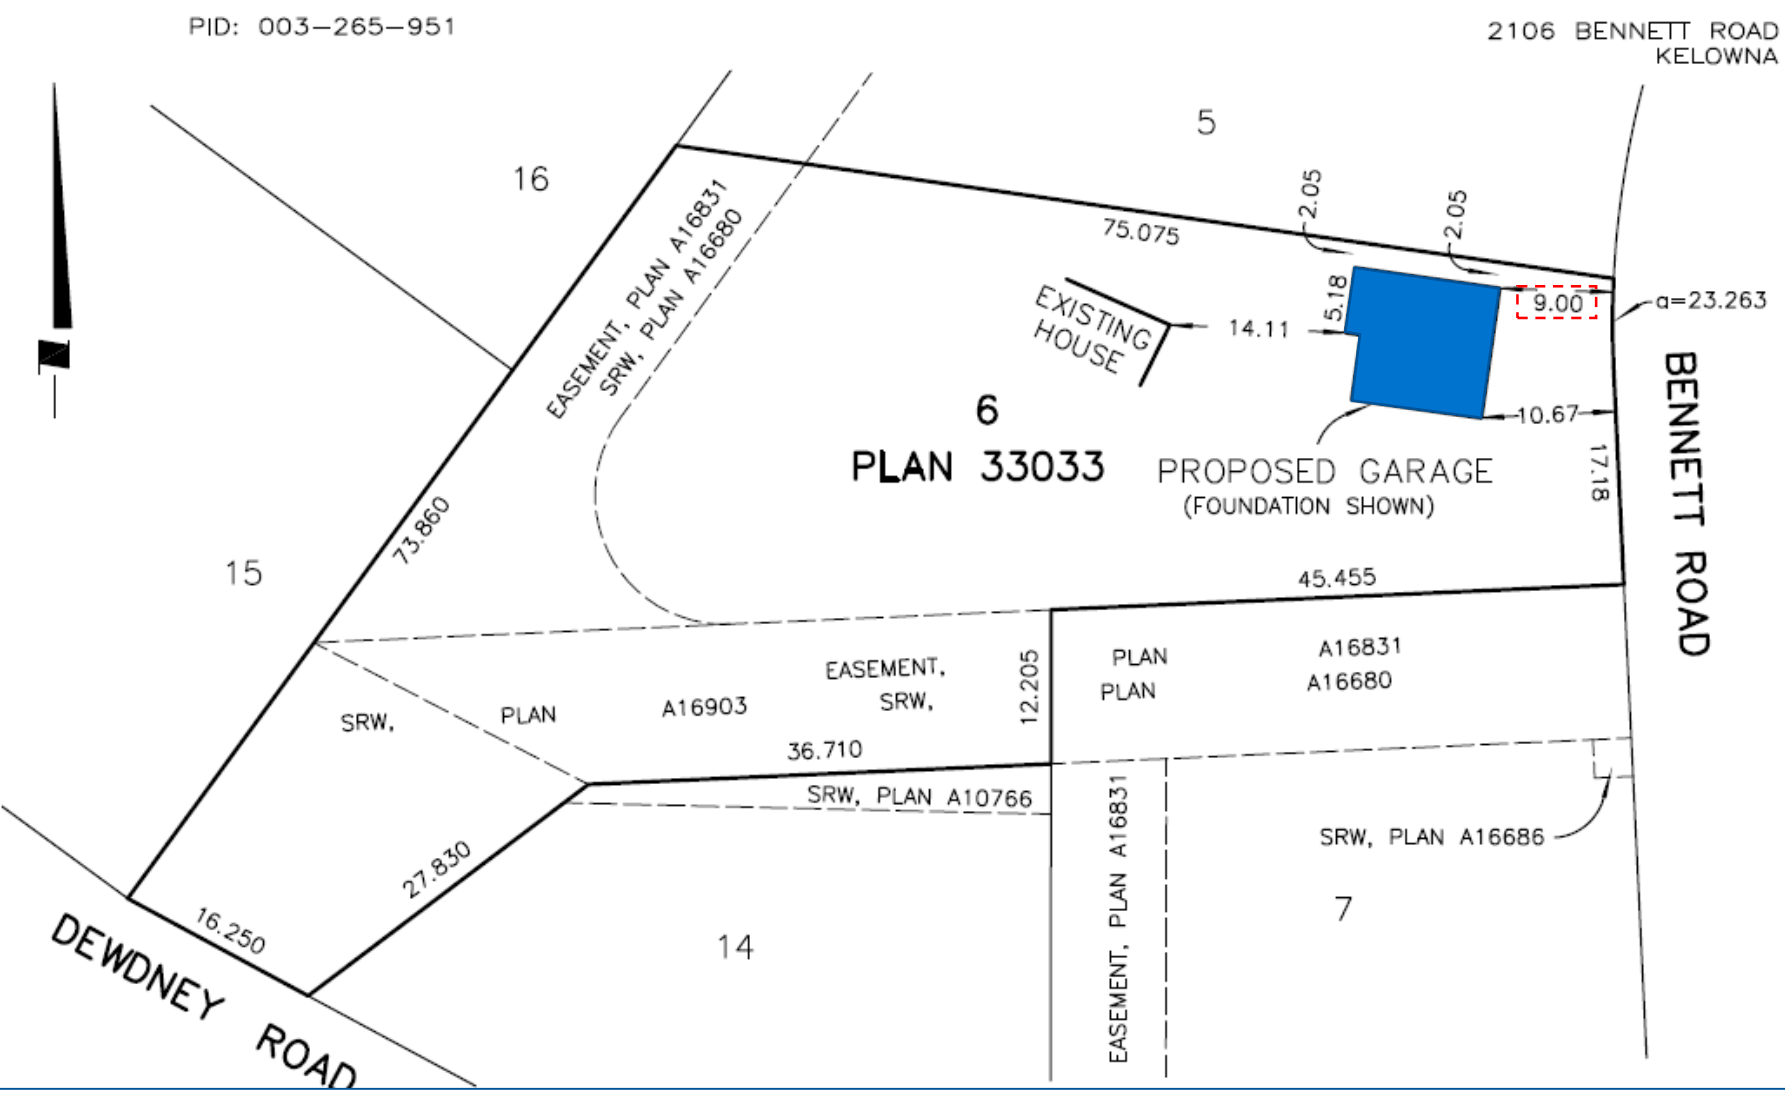 PID: 003-265-951
2106 BENNETT ROAD
KELOWNA
5
16
2.05
2.05
75.075
EASEMENT, PLAN A16831
SRW, PLAN A16680
5.18
9.00
a=23.263
EXISTING
HOUSE
14.11
6
10.67
PLAN 33033
PROPOSED GARAGE
(FOUNDATION SHOWN)
17.18
BENNETT ROAD
73.860
15
45.455
EASEMENT,
SRW,
12.205
PLAN A16831
PLAN A16680
SRW, PLAN A16903
36.710
SRW, PLAN A10766
EASEMENT, PLAN A16831
SRW, PLAN A16686
27.830
7
16.250
14
DEWDNEY ROAD
N